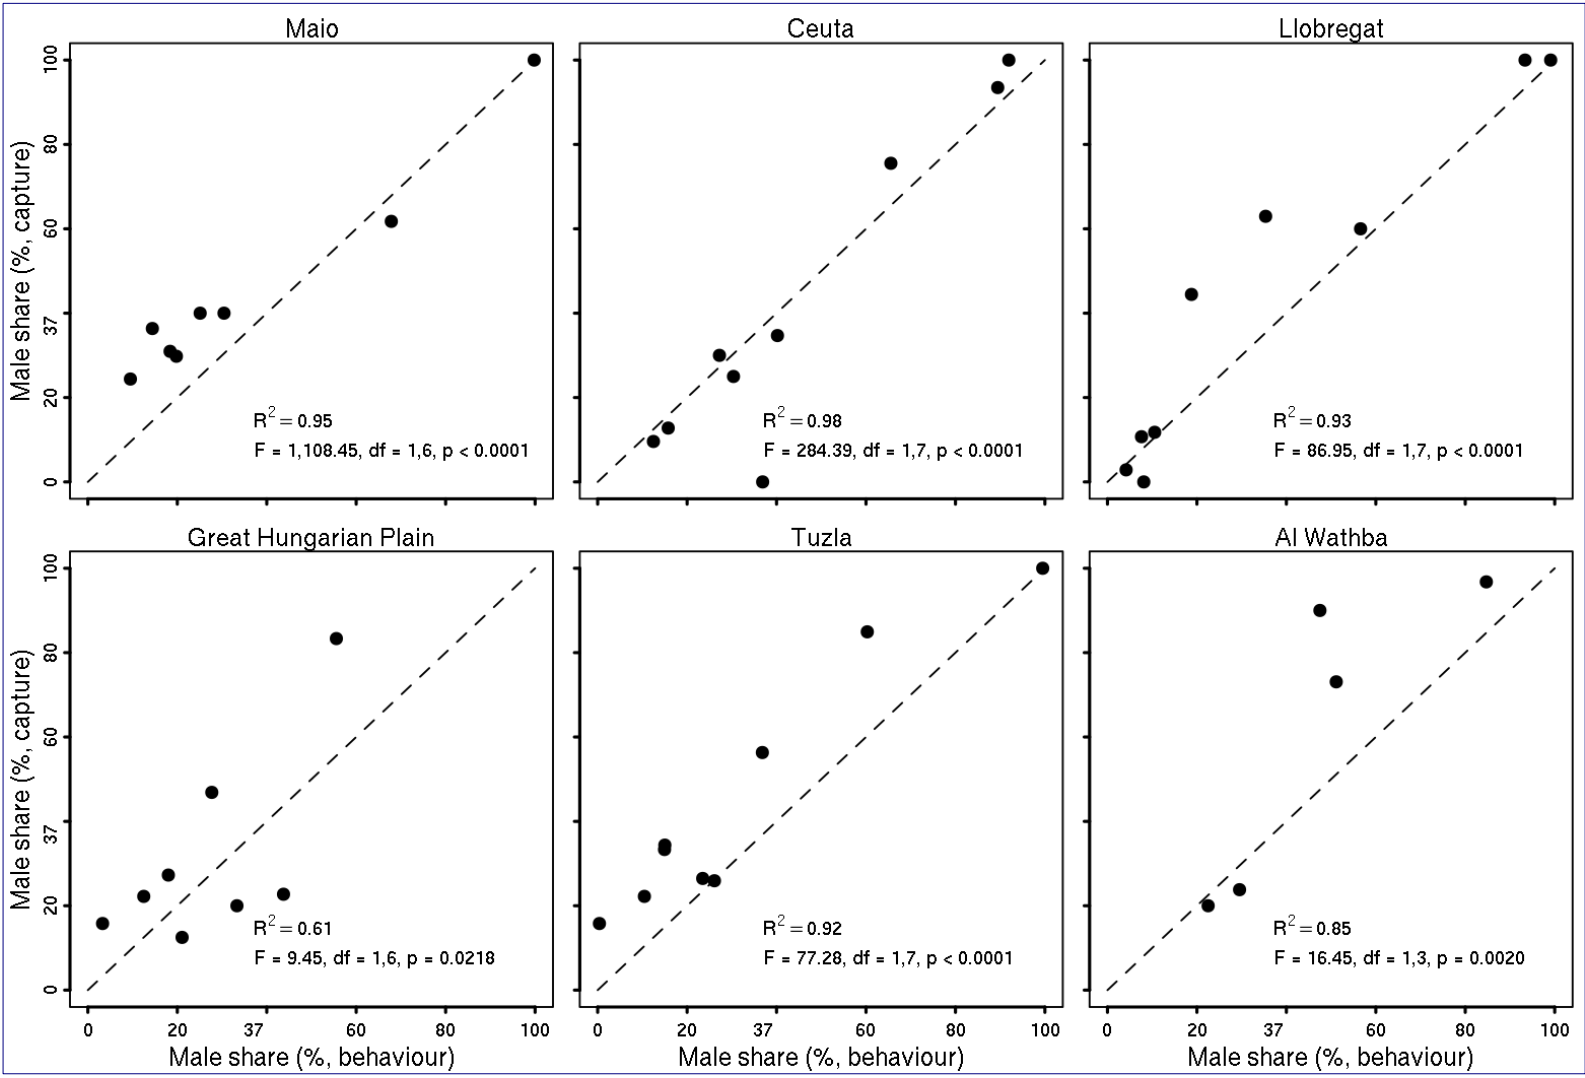 Maio
Ceuta
Llobregat
Male share (%, capture)
100
80
60
37
20
0
R2 = 0.95
F = 1,108.45, df = 1,6, p < 0.0001
R2 = 0.98
F = 284.39, df = 1,7, p < 0.0001
R2 = 0.93
F = 86.95, df = 1,7, p < 0.0001
Great Hungarian Plain
Tuzla
Al Wathba
Male share (%, capture)
100
80
60
37
20
0
R2 = 0.61
F = 9.45, df = 1,6, p = 0.0218
R2 = 0.92
F = 77.28, df = 1,7, p < 0.0001
R2 = 0.85
F = 16.45, df = 1,3, p = 0.0020
0 20 37 60 80 100
0 20 37 60 80 100
0 20 37 60 80 100
Male share (%, behaviour)
Male share (%, behaviour)
Male share (%, behaviour)